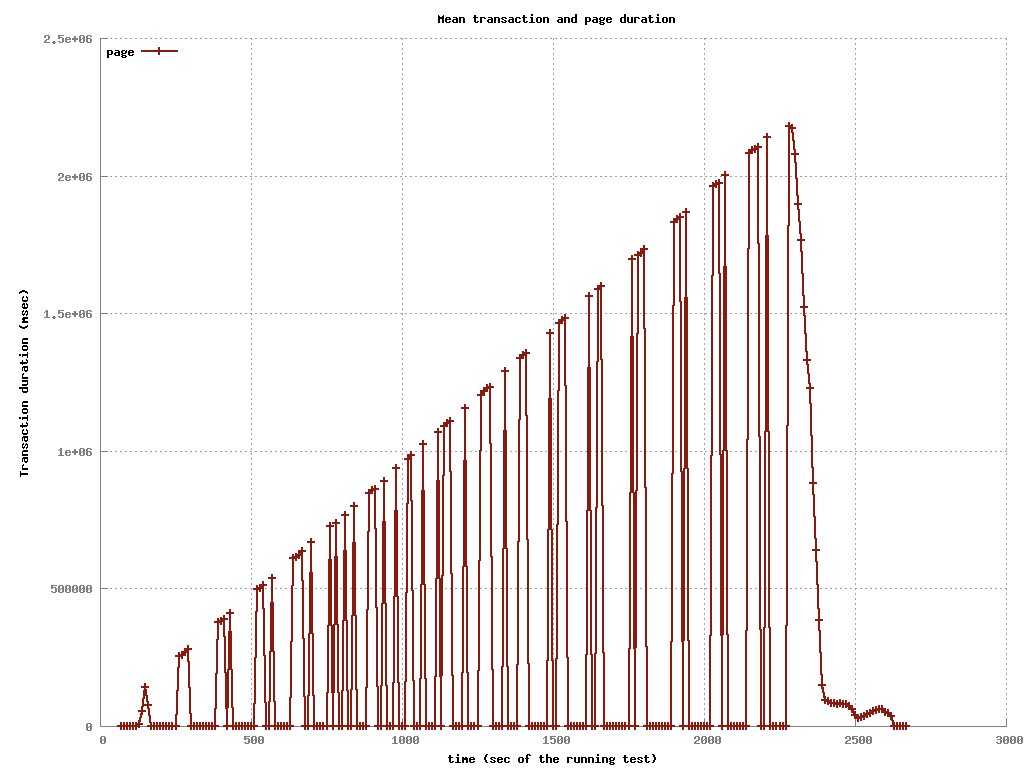 Mean transaction and page duration
2.5e+06
page
2e+06
1.5e+06
1e+06
500000
0
0 500 1000 1500 2000 2500 3000
Transaction duration (msec)
time (sec of the running test)